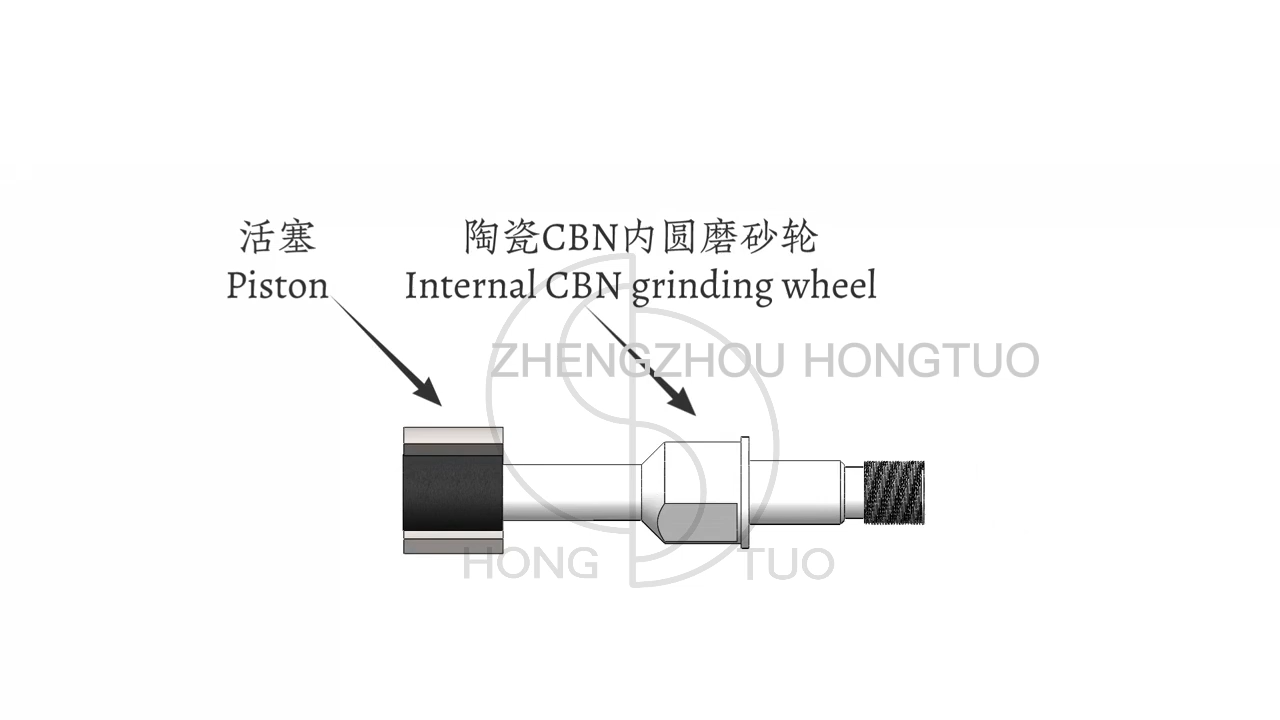 活塞
Piston
陶瓷CBN内圆磨砂轮
Internal CBN grinding wheel
ZHENGZHOU HONGTUO
HONG TUO